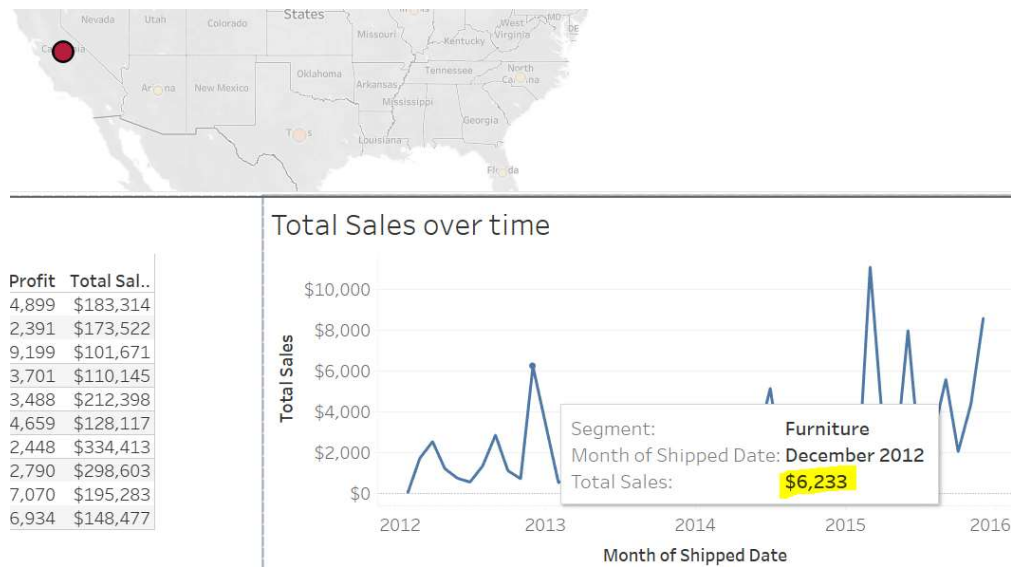 States
Nevada
Utah
Colorado
Missouri
West
Virginia
MD
DE
Kentucky
Oklahoma
Tennessee
North
Arkansas
New Mexico
Mississippi
Georgia
Louisiana
Total Sales over time
Profit Total Sal..
4,899 $183,314
2,391 $173,522
9,199 $101,671
3,701 $110,145
3,488 $212,398
4,659 $128,117
2,448 $334,413
2,790 $298,603
7,070 $195,283
6,934 $148,477
Total Sales
$10,000
$8,000
$6,000
$4,000
$2,000
$0
Segment: Furniture
Month of Shipped Date: December 2012
Total Sales: $6,233
2012 2013 2014 2015 2016
Month of Shipped Date